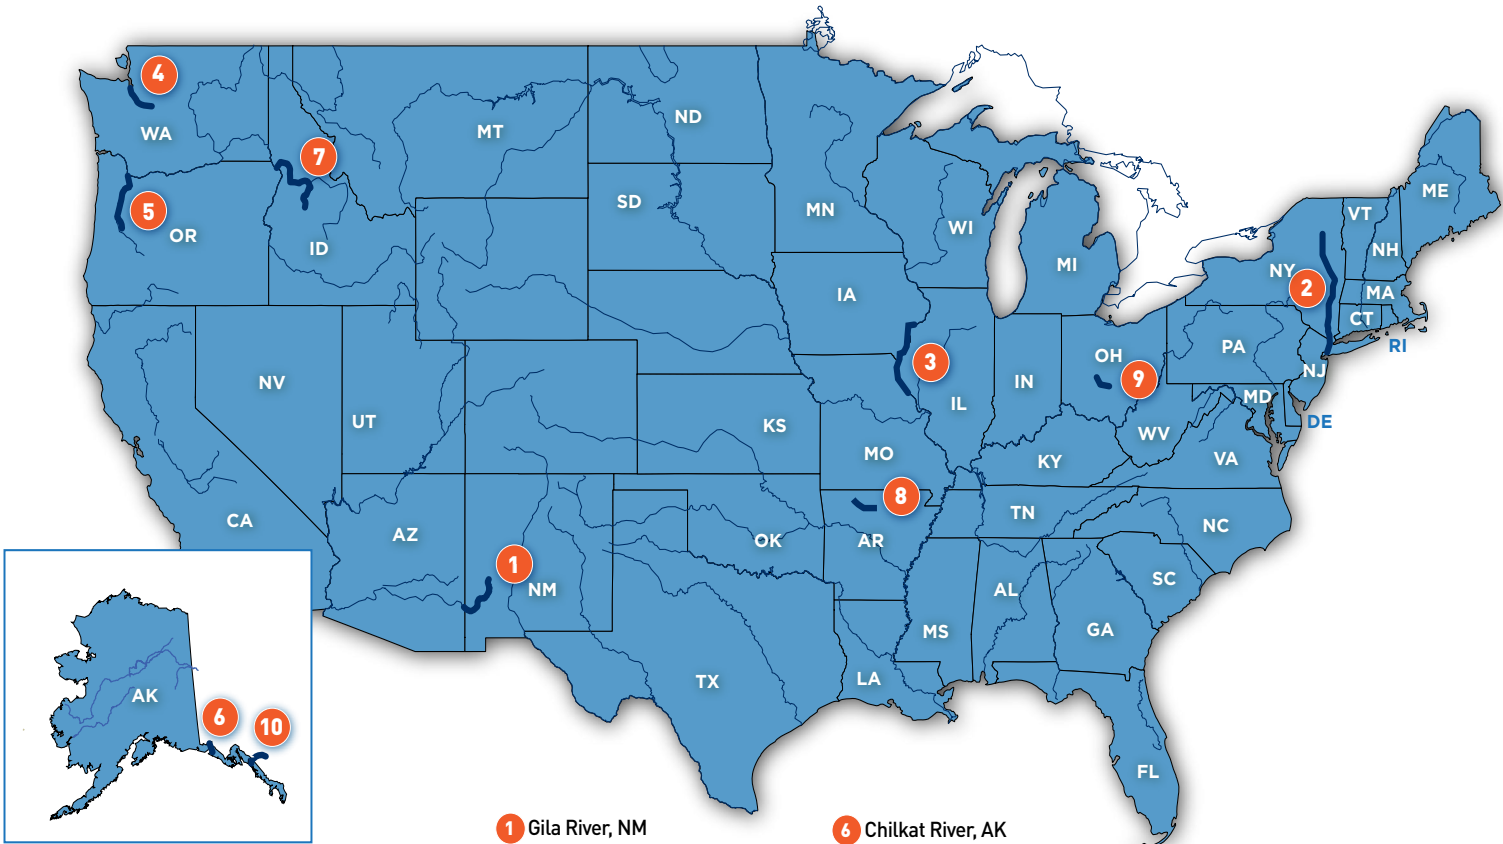 4
WA
MT
ND
7
5
OR
ID
SD
MN
WI
MI
ME
VT
NH
NY
2
MA
CT
RI
IA
3
IL
IN
OH
9
PA
NJ
MD
DE
WV
VA
NV
UT
KS
MO
KY
CA
AZ
1
NM
OK
8
AR
TN
NC
SC
MS
AL
GA
TX
LA
FL
AK
6
10
1 Gila River, NM
6 Chilkat River, AK